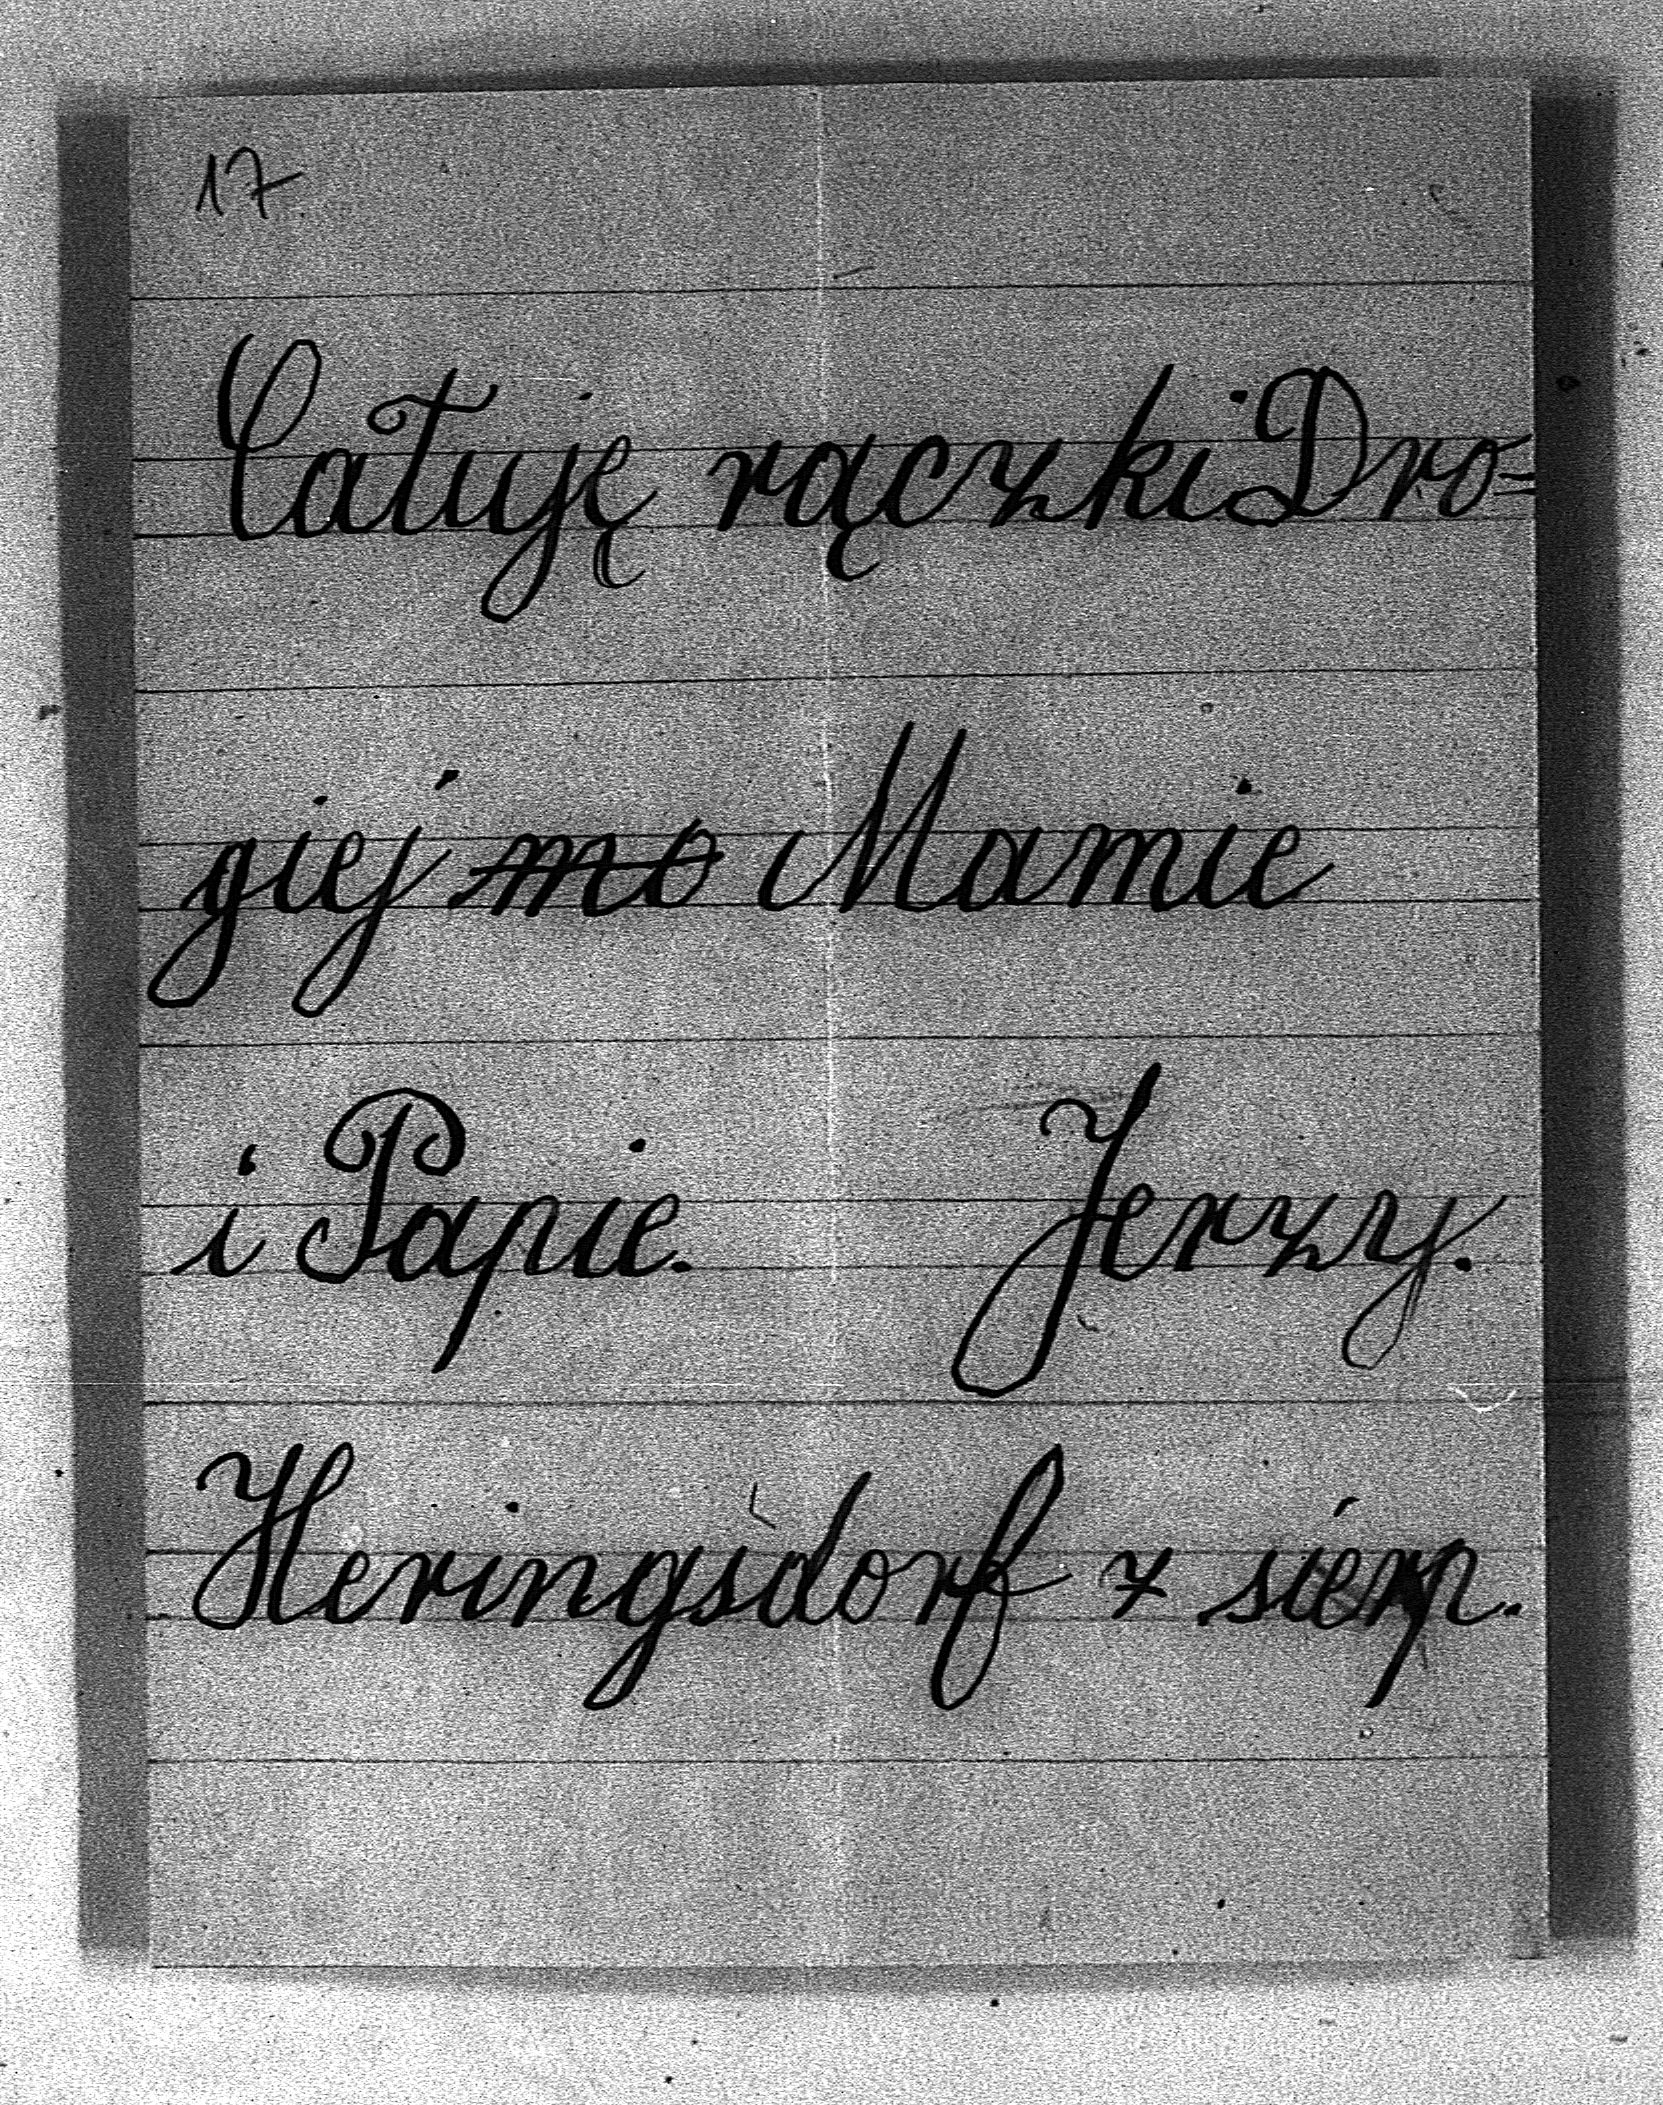 17
Całuję rączki Dro=
giej mo Mamie
i Papie. Jerzy.
Heringsdorf z sierp.